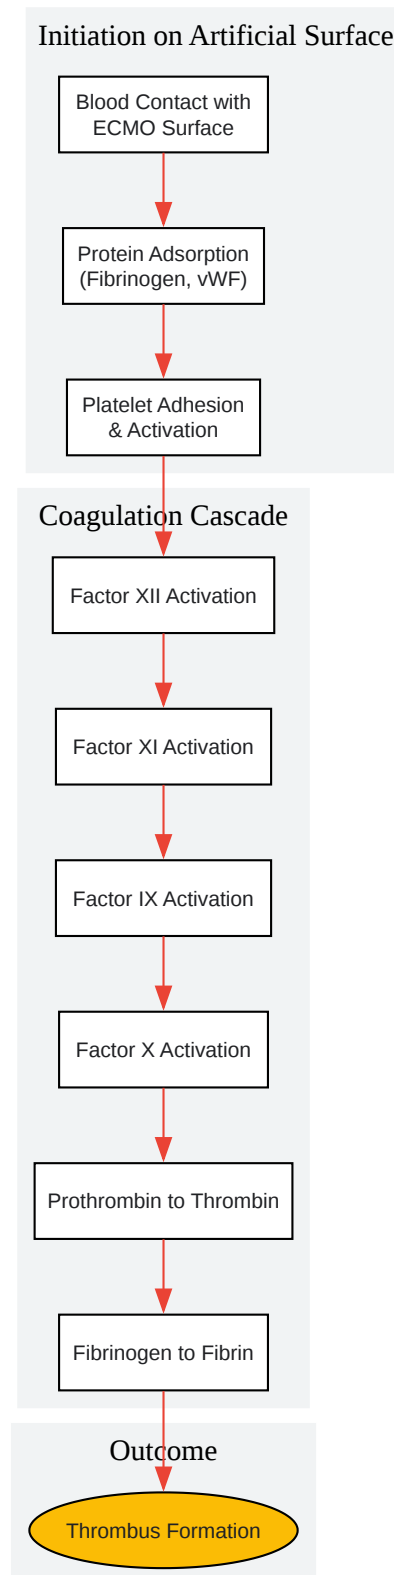 Initiation on Artificial Surface
Blood Contact with
ECMO Surface
Protein Adsorption
(Fibrinogen, vWF)
Platelet Adhesion
& Activation
Coagulation Cascade
Factor XII Activation
Factor XI Activation
Factor IX Activation
Factor X Activation
Prothrombin to Thrombin
Fibrinogen to Fibrin
Outcome
Thrombus Formation